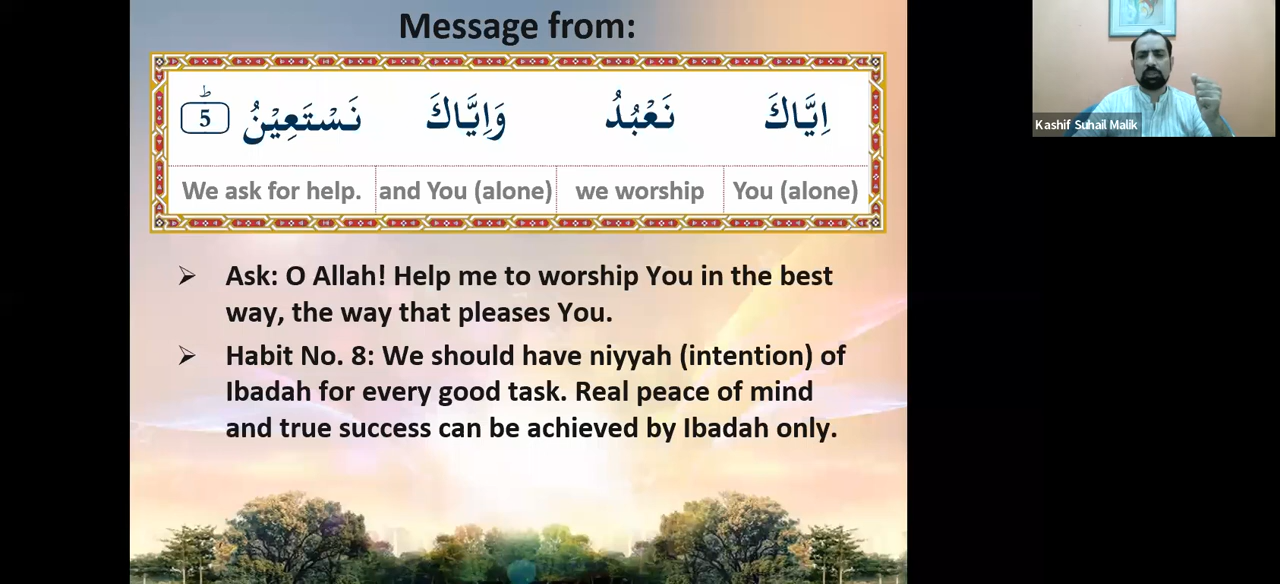 Message from:
اِيَّاكَ نَعْبُدُ وَاِيَّاكَ نَسْتَعِيْنُ ؕ 5
You (alone) we worship and You (alone) We ask for help.
➢ Ask: O Allah! Help me to worship You in the best
way, the way that pleases You.
➢ Habit No. 8: We should have niyyah (intention) of
Ibadah for every good task. Real peace of mind
and true success can be achieved by Ibadah only.
Kashif Suhail Malik